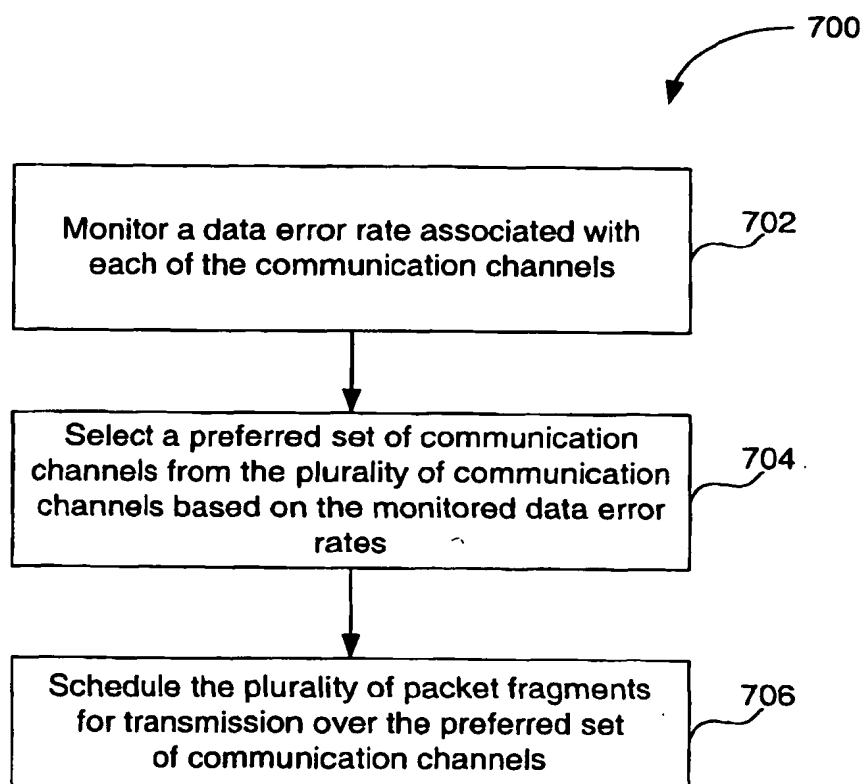 700
Monitor a data error rate associated with
each of the communication channels
702
Select a preferred set of communication
channels from the plurality of communication
channels based on the monitored data error
rates
704
Schedule the plurality of packet fragments
for transmission over the preferred set
of communication channels
706